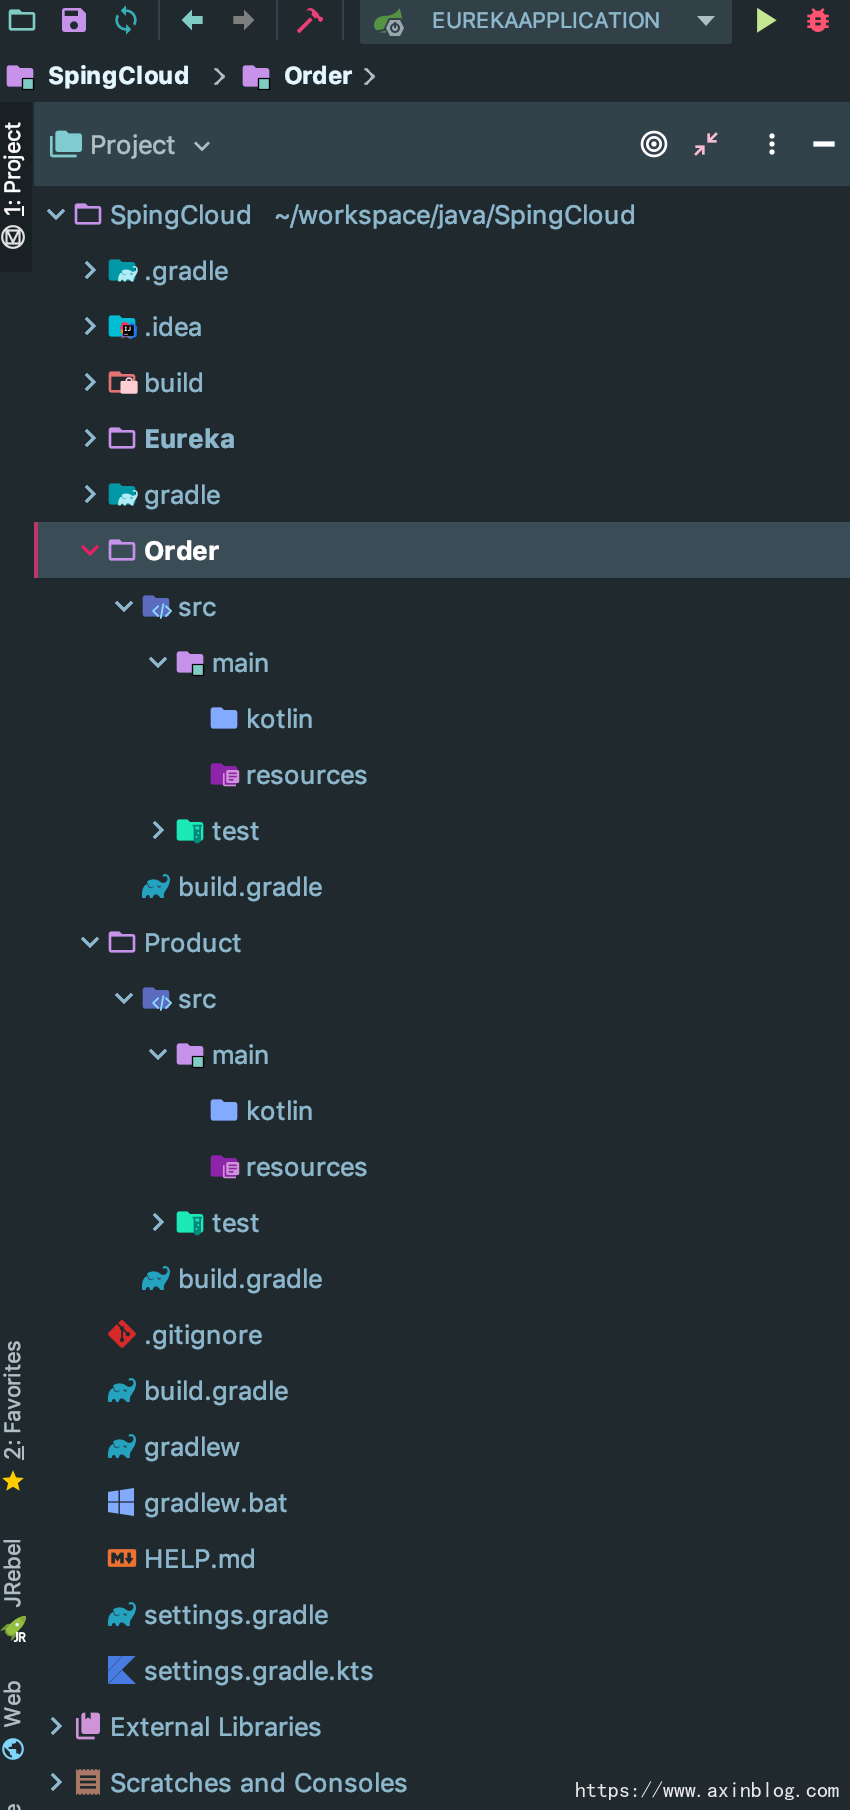 EUREKAAPPLICATION
SpingCloud > Order >
1: Project
Project
SpingCloud ~/workspace/java/SpingCloud
.gradle
.idea
build
Eureka
gradle
Order
src
main
kotlin
resources
test
build.gradle
Product
src
main
kotlin
resources
test
build.gradle
.gitignore
build.gradle
gradlew
gradlew.bat
HELP.md
settings.gradle
settings.gradle.kts
External Libraries
Scratches and Consoles
2: Favorites
JRebel
JR
Web
https://www.axinblog.com